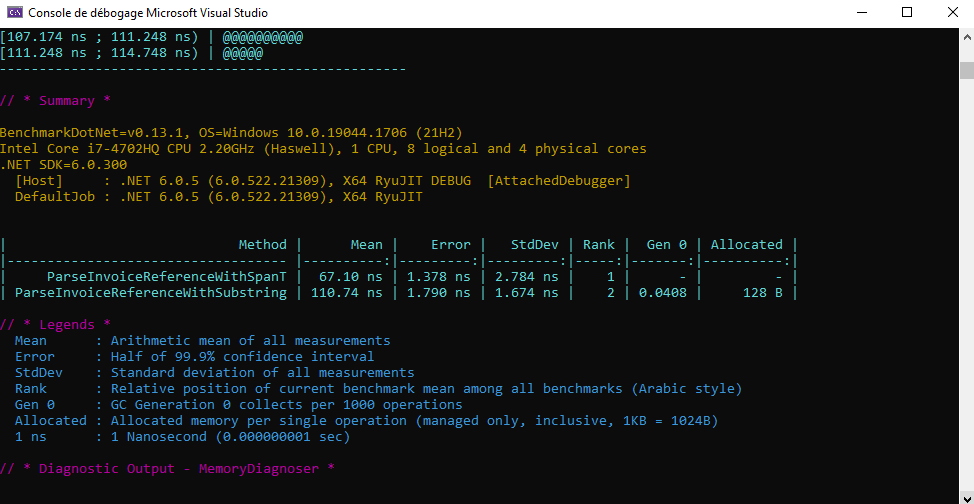 Console de débogage Microsoft Visual Studio
[107.174 ns ; 111.248 ns) | @@@@@@@@@@
[111.248 ns ; 114.748 ns) | @@@@@
---------------------------------------------------
// * Summary *
BenchmarkDotNet=v0.13.1, OS=Windows 10.0.19044.1706 (21H2)
Intel Core i7-4702HQ CPU 2.20GHz (Haswell), 1 CPU, 8 logical and 4 physical cores
.NET SDK=6.0.300
  [Host]     : .NET 6.0.5 (6.0.522.21309), X64 RyuJIT DEBUG  [AttachedDebugger]
  DefaultJob : .NET 6.0.5 (6.0.522.21309), X64 RyuJIT
|                             Method |      Mean |    Error |   StdDev | Rank |  Gen 0 | Allocated |
|----------------------------------- |----------:|---------:|---------:|-----:|-------:|----------:|
|     ParseInvoiceReferenceWithSpanT |  67.10 ns | 1.378 ns | 2.784 ns |    1 |      - |         - |
| ParseInvoiceReferenceWithSubstring | 110.74 ns | 1.790 ns | 1.674 ns |    2 | 0.0408 |     128 B |
// * Legends *
  Mean      : Arithmetic mean of all measurements
  Error     : Half of 99.9% confidence interval
  StdDev    : Standard deviation of all measurements
  Rank      : Relative position of current benchmark mean among all benchmarks (Arabic style)
  Gen 0     : GC Generation 0 collects per 1000 operations
  Allocated : Allocated memory per single operation (managed only, inclusive, 1KB = 1024B)
  1 ns      : 1 Nanosecond (0.000000001 sec)
// * Diagnostic Output - MemoryDiagnoser *